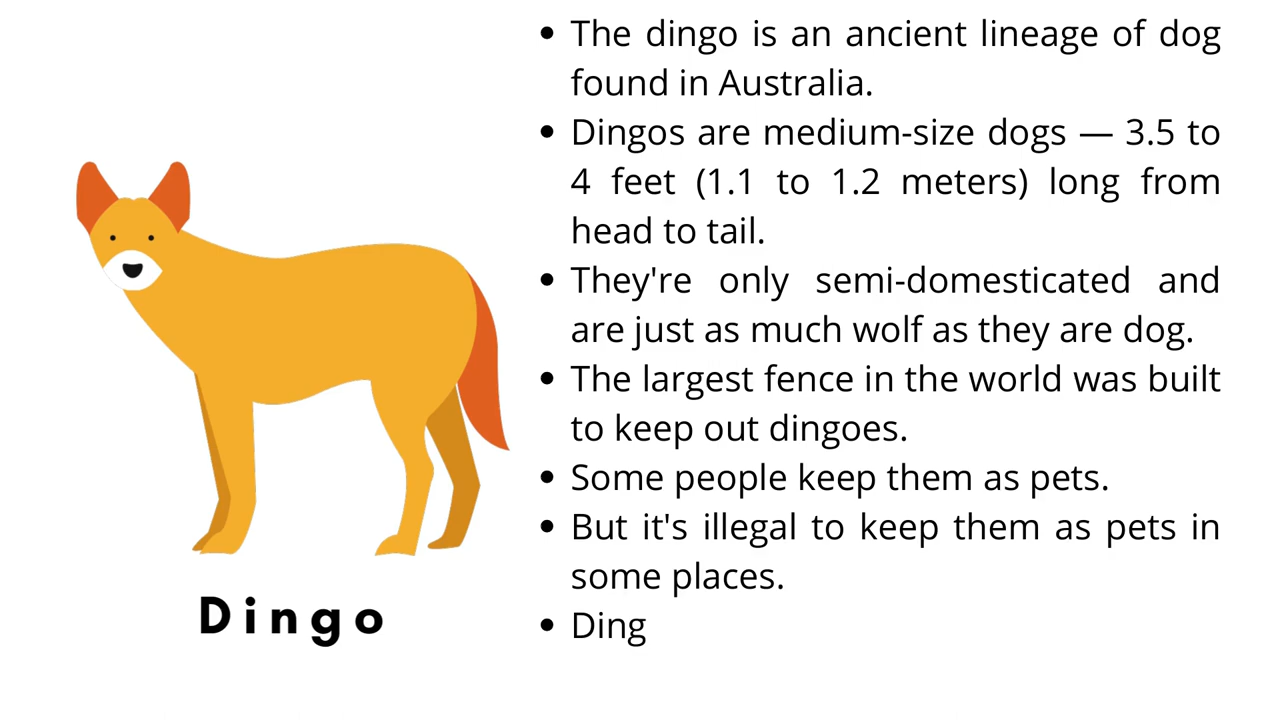 • The dingo is an ancient lineage of dog
found in Australia.
• Dingos are medium-size dogs — 3.5 to
4 feet (1.1 to 1.2 meters) long from
head to tail.
• They're only semi-domesticated and
are just as much wolf as they are dog.
• The largest fence in the world was built
to keep out dingoes.
• Some people keep them as pets.
• But it's illegal to keep them as pets in
some places.
• Ding
Dingo